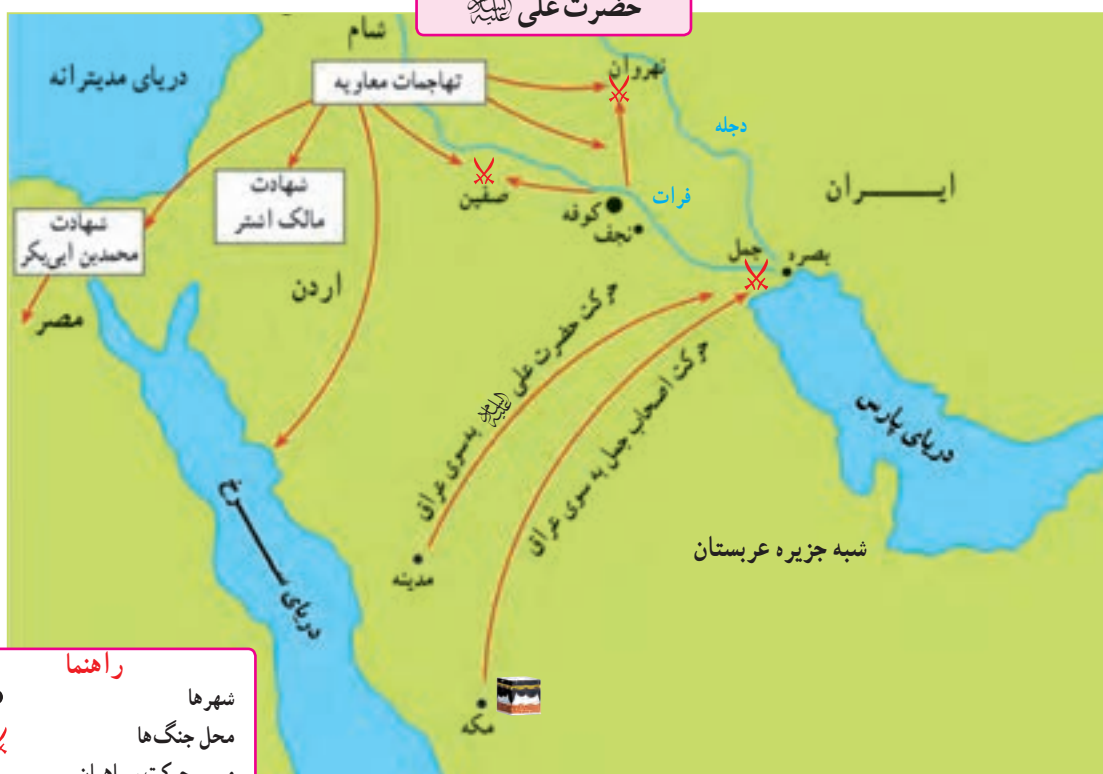 حضرت علی علیه‌السلام
شام
دریای مدیترانه
تهاجمات معاویه
نهروان
دجله
ایـــران
شهادت
مالک اشتر
صفین
فرات
کوفه
نجف
شهادت
محمدبن ابی‌بکر
مصر
اردن
جمل
بصره
حرکت حضرت علی علیه‌السلام به‌سوی عراق
حرکت اصحاب جمل به سوی عراق
دریای پارس
دریای سرخ
شبه جزیره عربستان
مدینه
مکه
راهنما
شهرها
محل جنگ‌ها